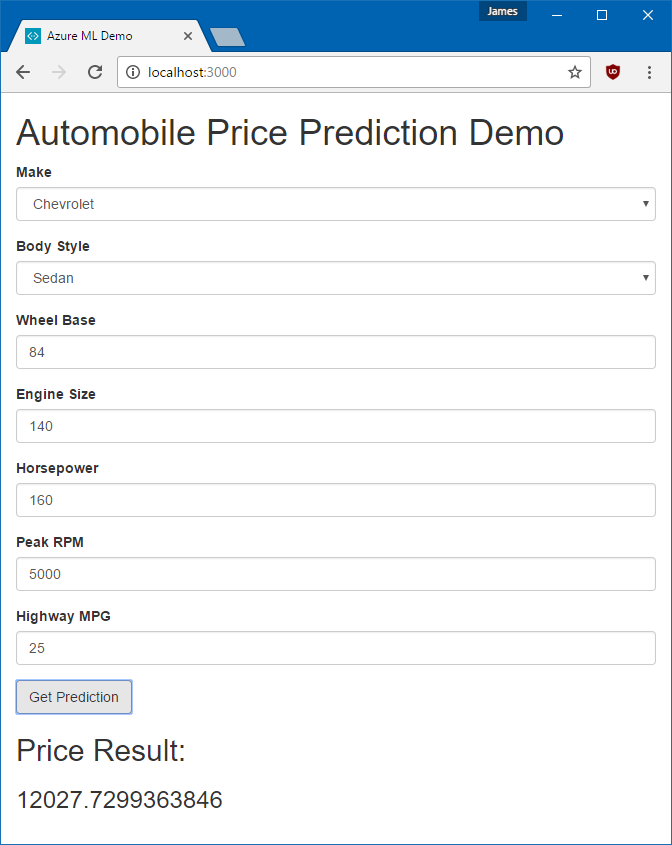 James
Azure ML Demo
localhost:3000
Automobile Price Prediction Demo
Make
Chevrolet
Body Style
Sedan
Wheel Base
84
Engine Size
140
Horsepower
160
Peak RPM
5000
Highway MPG
25
Get Prediction
Price Result:
12027.7299363846